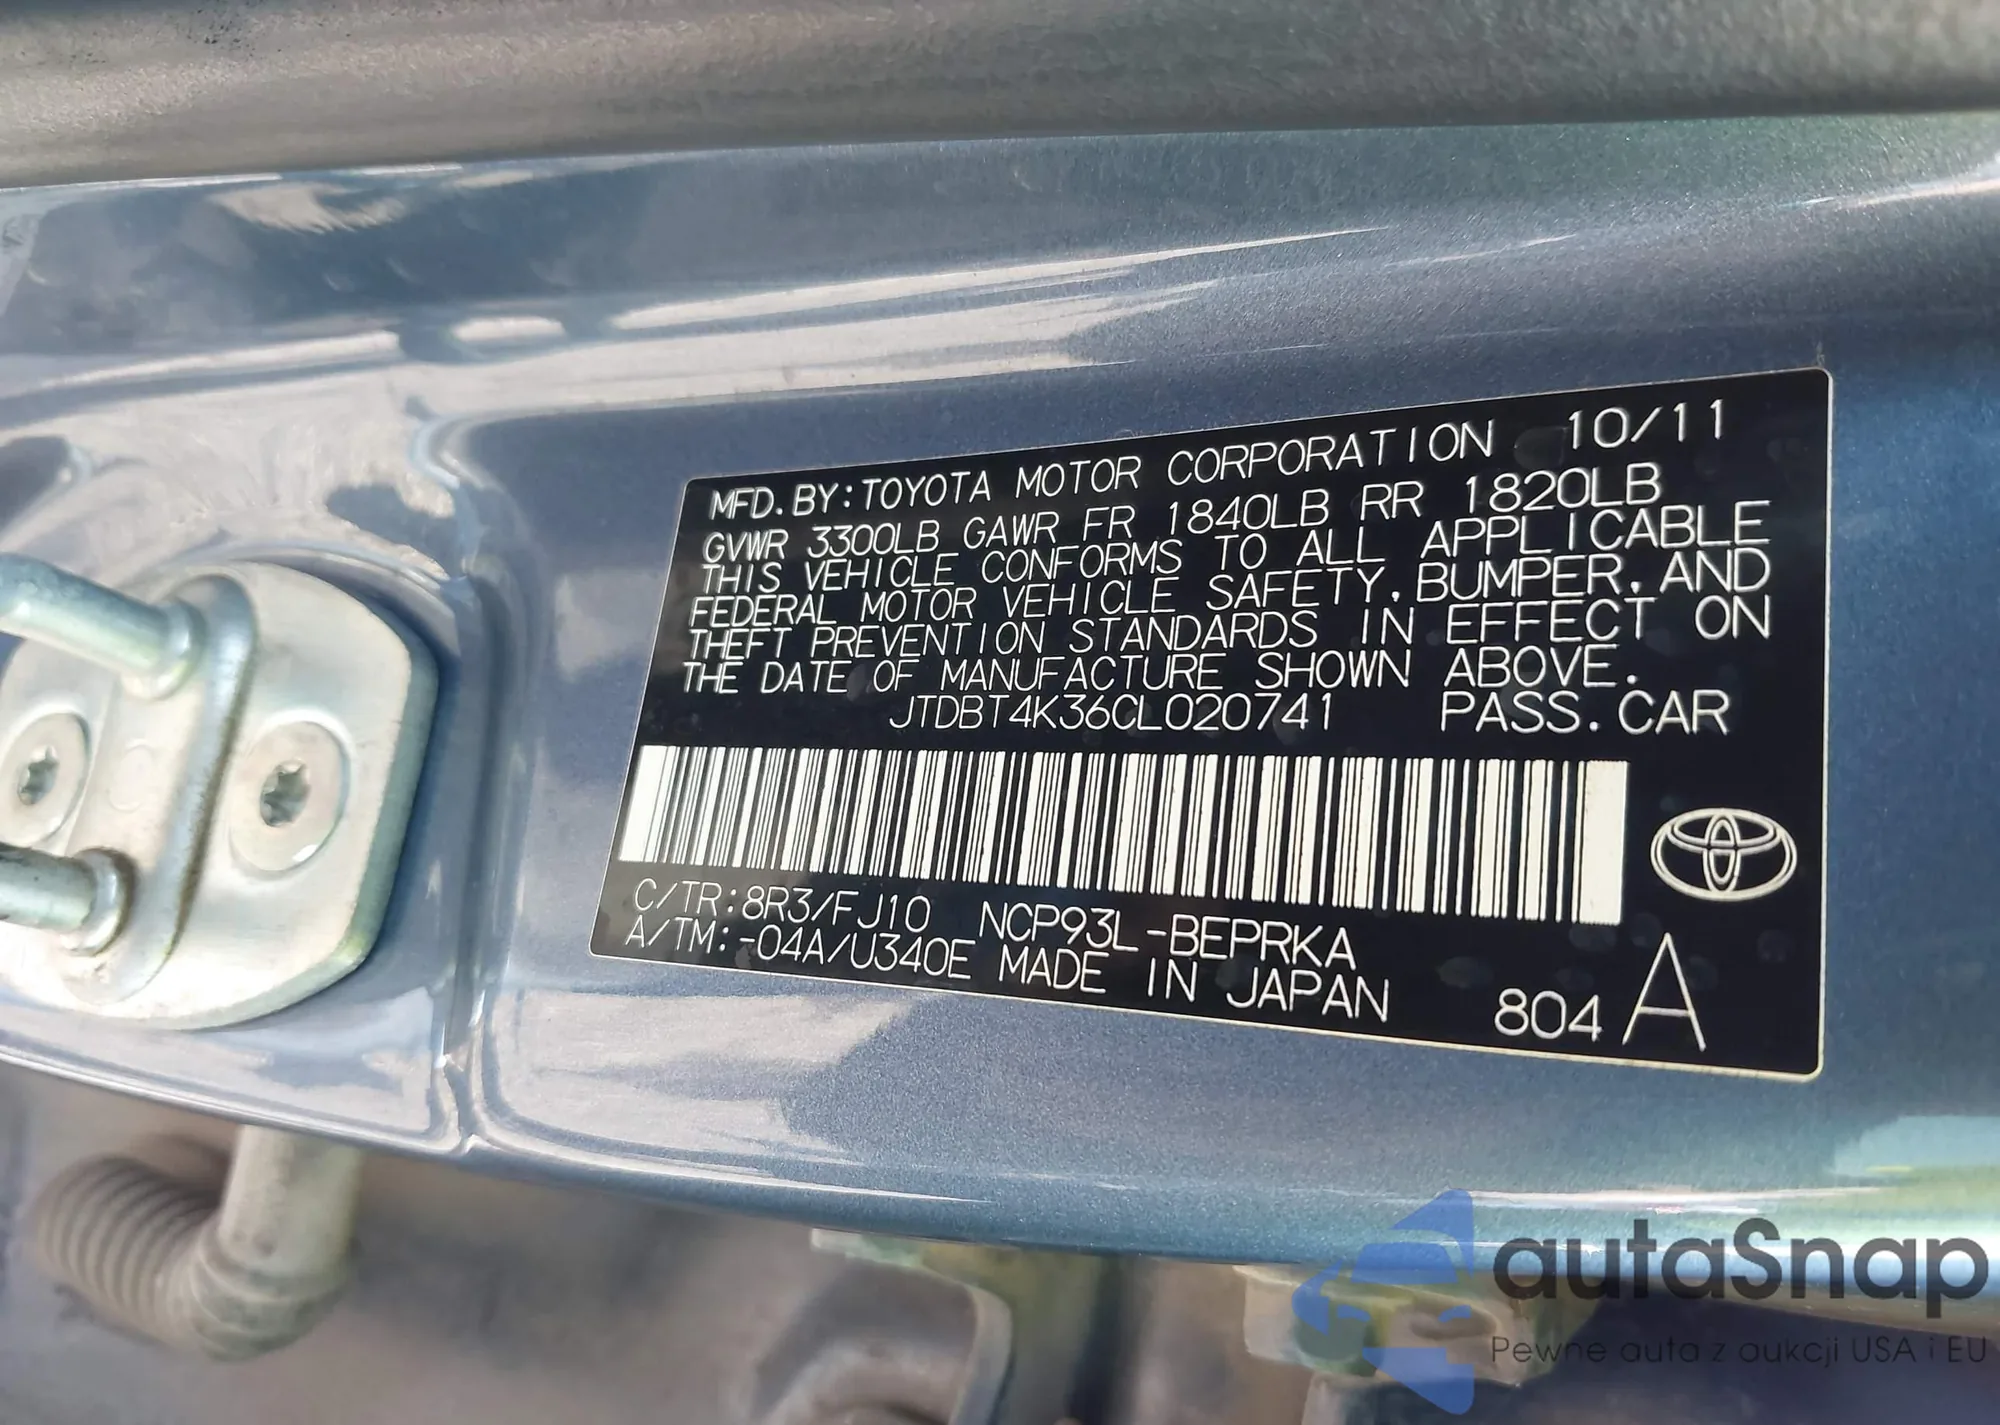 MFD.BY:TOYOTA MOTOR CORPORATION 10/11
GVWR 3300LB GAWR FR 1840LB RR 1820LB
THIS VEHICLE CONFORMS TO ALL APPLICABLE
FEDERAL MOTOR VEHICLE SAFETY,BUMPER,AND
THEFT PREVENTION STANDARDS IN EFFECT ON
THE DATE OF MANUFACTURE SHOWN ABOVE.
JTDBT4K36CL020741 PASS.CAR
C/TR:8R3/FJ10 NCP93L-BEPRKA
A/TM:-04A/U340E MADE IN JAPAN 804 A
autaSnap
Pewne auta z aukcji USA i EU